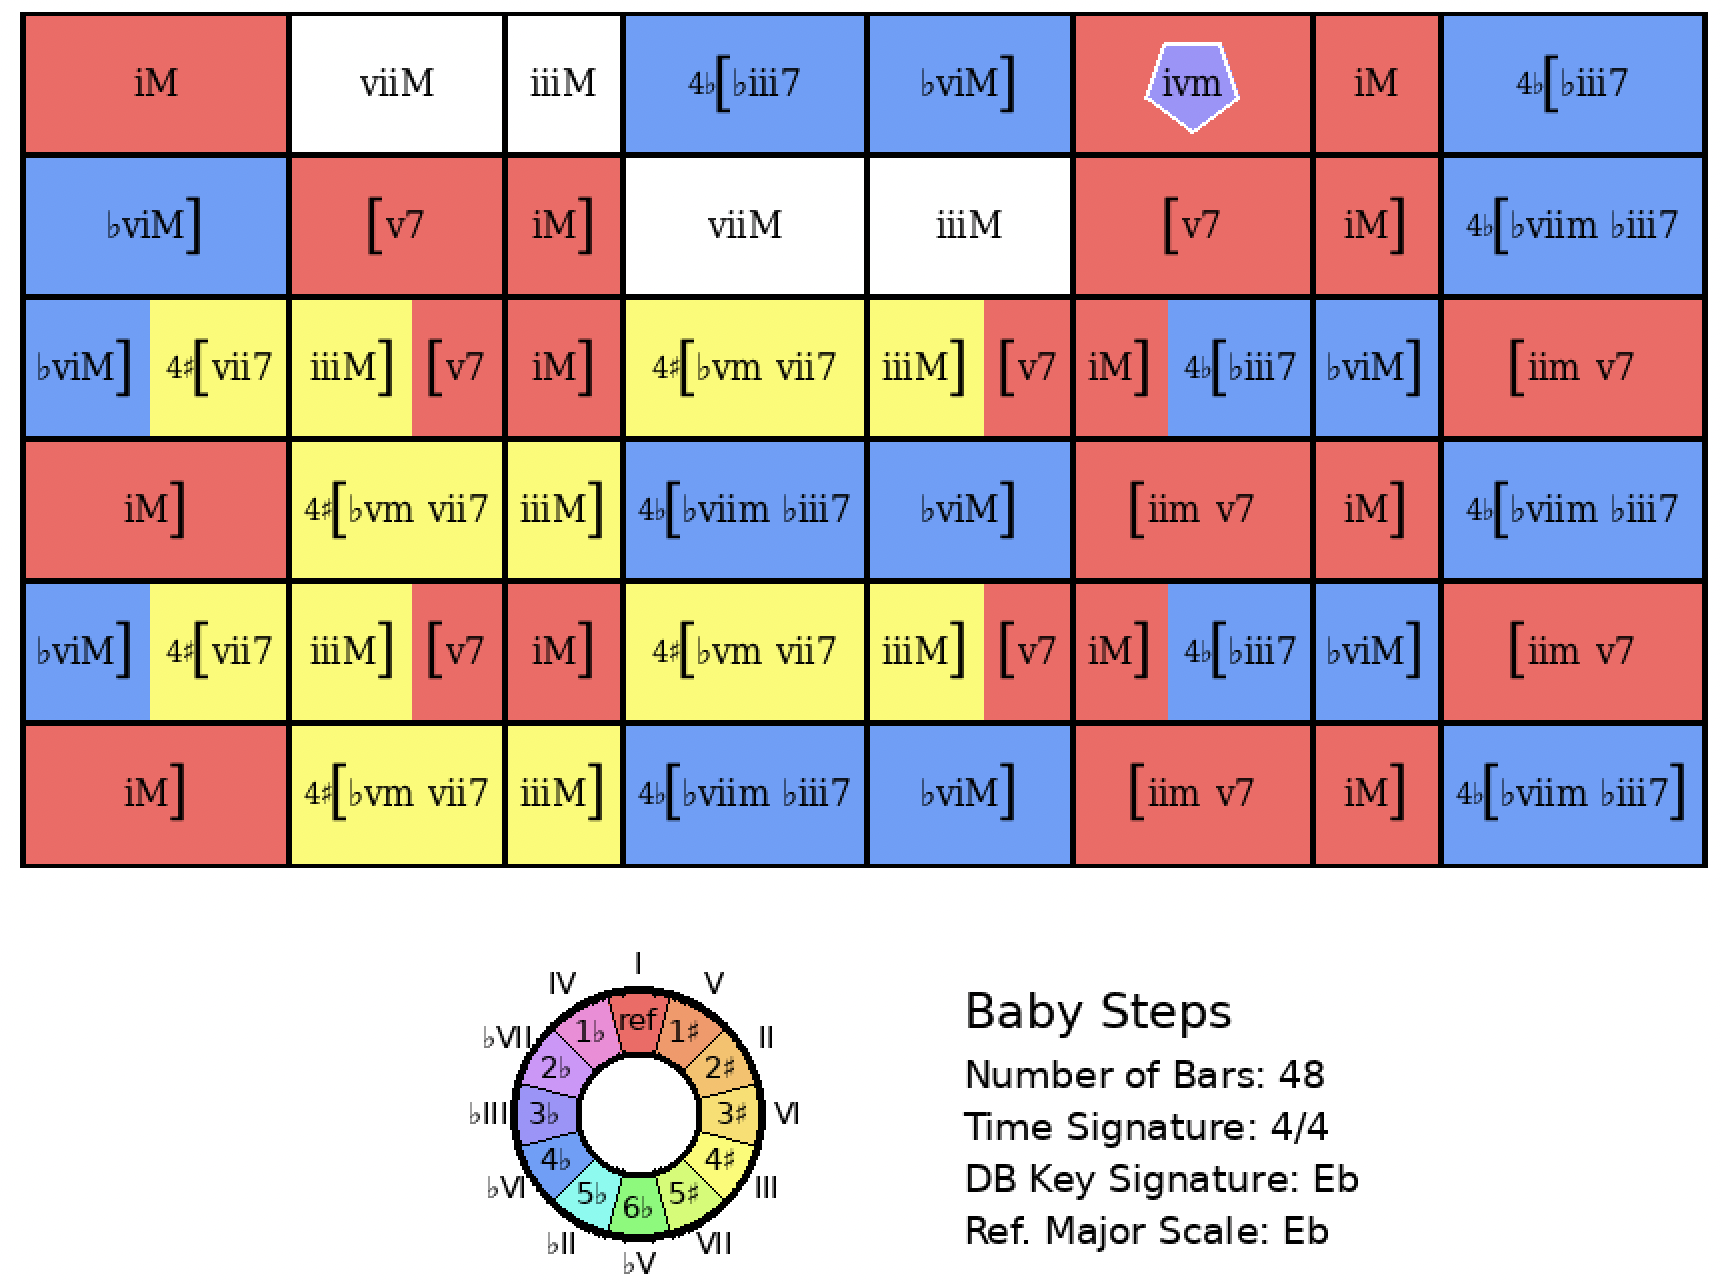 iM viiM iiiM 4♭[♭iii7 ♭viM] ivm iM 4♭[♭iii7
♭viM] [v7 iM] viiM iiiM [v7 iM] 4♭[♭viim ♭iii7
♭viM] 4♯[vii7 iiiM] [v7 iM] 4♯[♭vm vii7 iiiM] [v7 iM] 4♭[♭iii7 ♭viM] [iim v7
iM] 4♯[♭vm vii7 iiiM] 4♭[♭viim ♭iii7 ♭viM] [iim v7 iM] 4♭[♭viim ♭iii7
♭viM] 4♯[vii7 iiiM] [v7 iM] 4♯[♭vm vii7 iiiM] [v7 iM] 4♭[♭iii7 ♭viM] [iim v7
iM] 4♯[♭vm vii7 iiiM] 4♭[♭viim ♭iii7 ♭viM] [iim v7 iM] 4♭[♭viim ♭iii7]
I
IV V
♭VII II
♭III VI
♭VI III
♭II VII
♭V
ref
1♭ 1♯
2♭ 2♯
3♭ 3♯
4♭ 4♯
5♭ 5♯
6♭
Baby Steps
Number of Bars: 48
Time Signature: 4/4
DB Key Signature: Eb
Ref. Major Scale: Eb